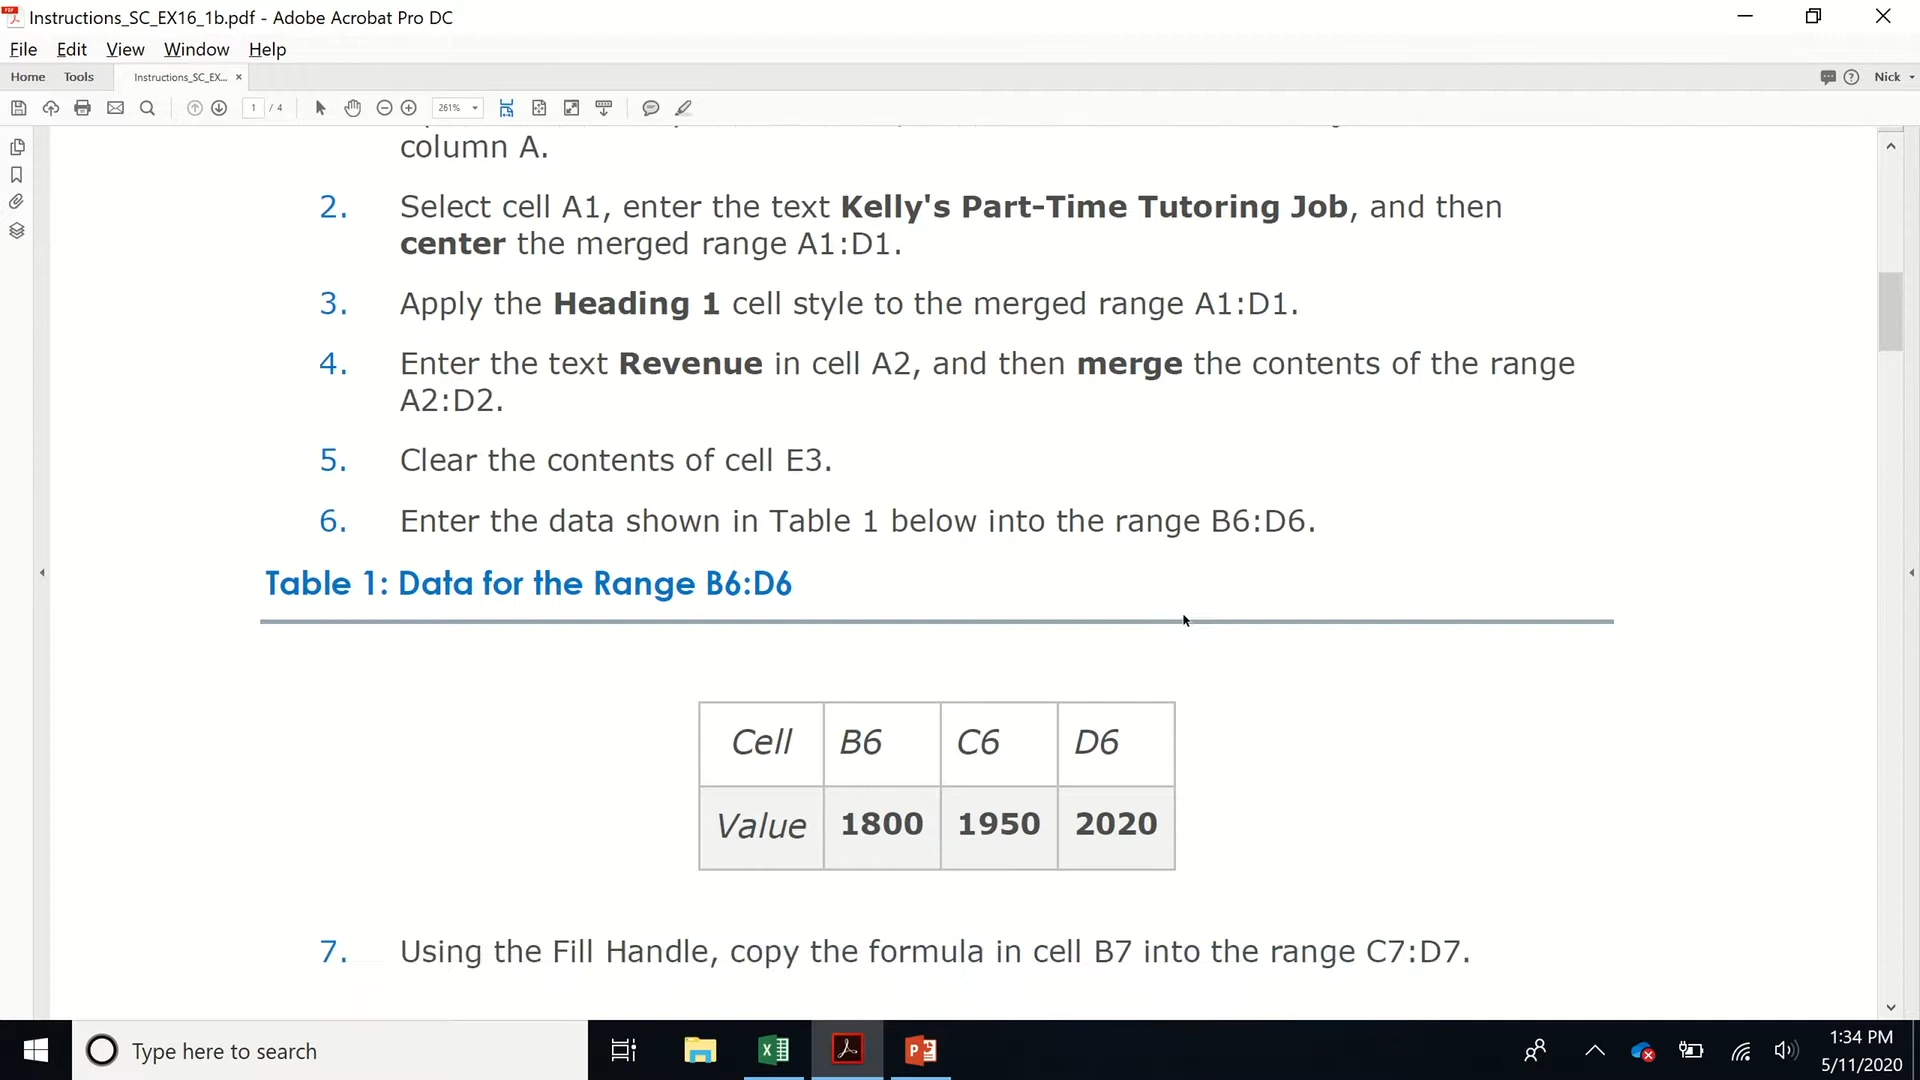 Instructions_SC_EX16_1b.pdf - Adobe Acrobat Pro DC
File Edit View Window Help
Home Tools Instructions_SC_EX... × Nick
1 / 4 261%
column A.
2. Select cell A1, enter the text Kelly's Part-Time Tutoring Job, and then
center the merged range A1:D1.
3. Apply the Heading 1 cell style to the merged range A1:D1.
4. Enter the text Revenue in cell A2, and then merge the contents of the range
A2:D2.
5. Clear the contents of cell E3.
6. Enter the data shown in Table 1 below into the range B6:D6.
Table 1: Data for the Range B6:D6
Cell B6 C6 D6
Value 1800 1950 2020
7. Using the Fill Handle, copy the formula in cell B7 into the range C7:D7.
Type here to search
1:34 PM
5/11/2020